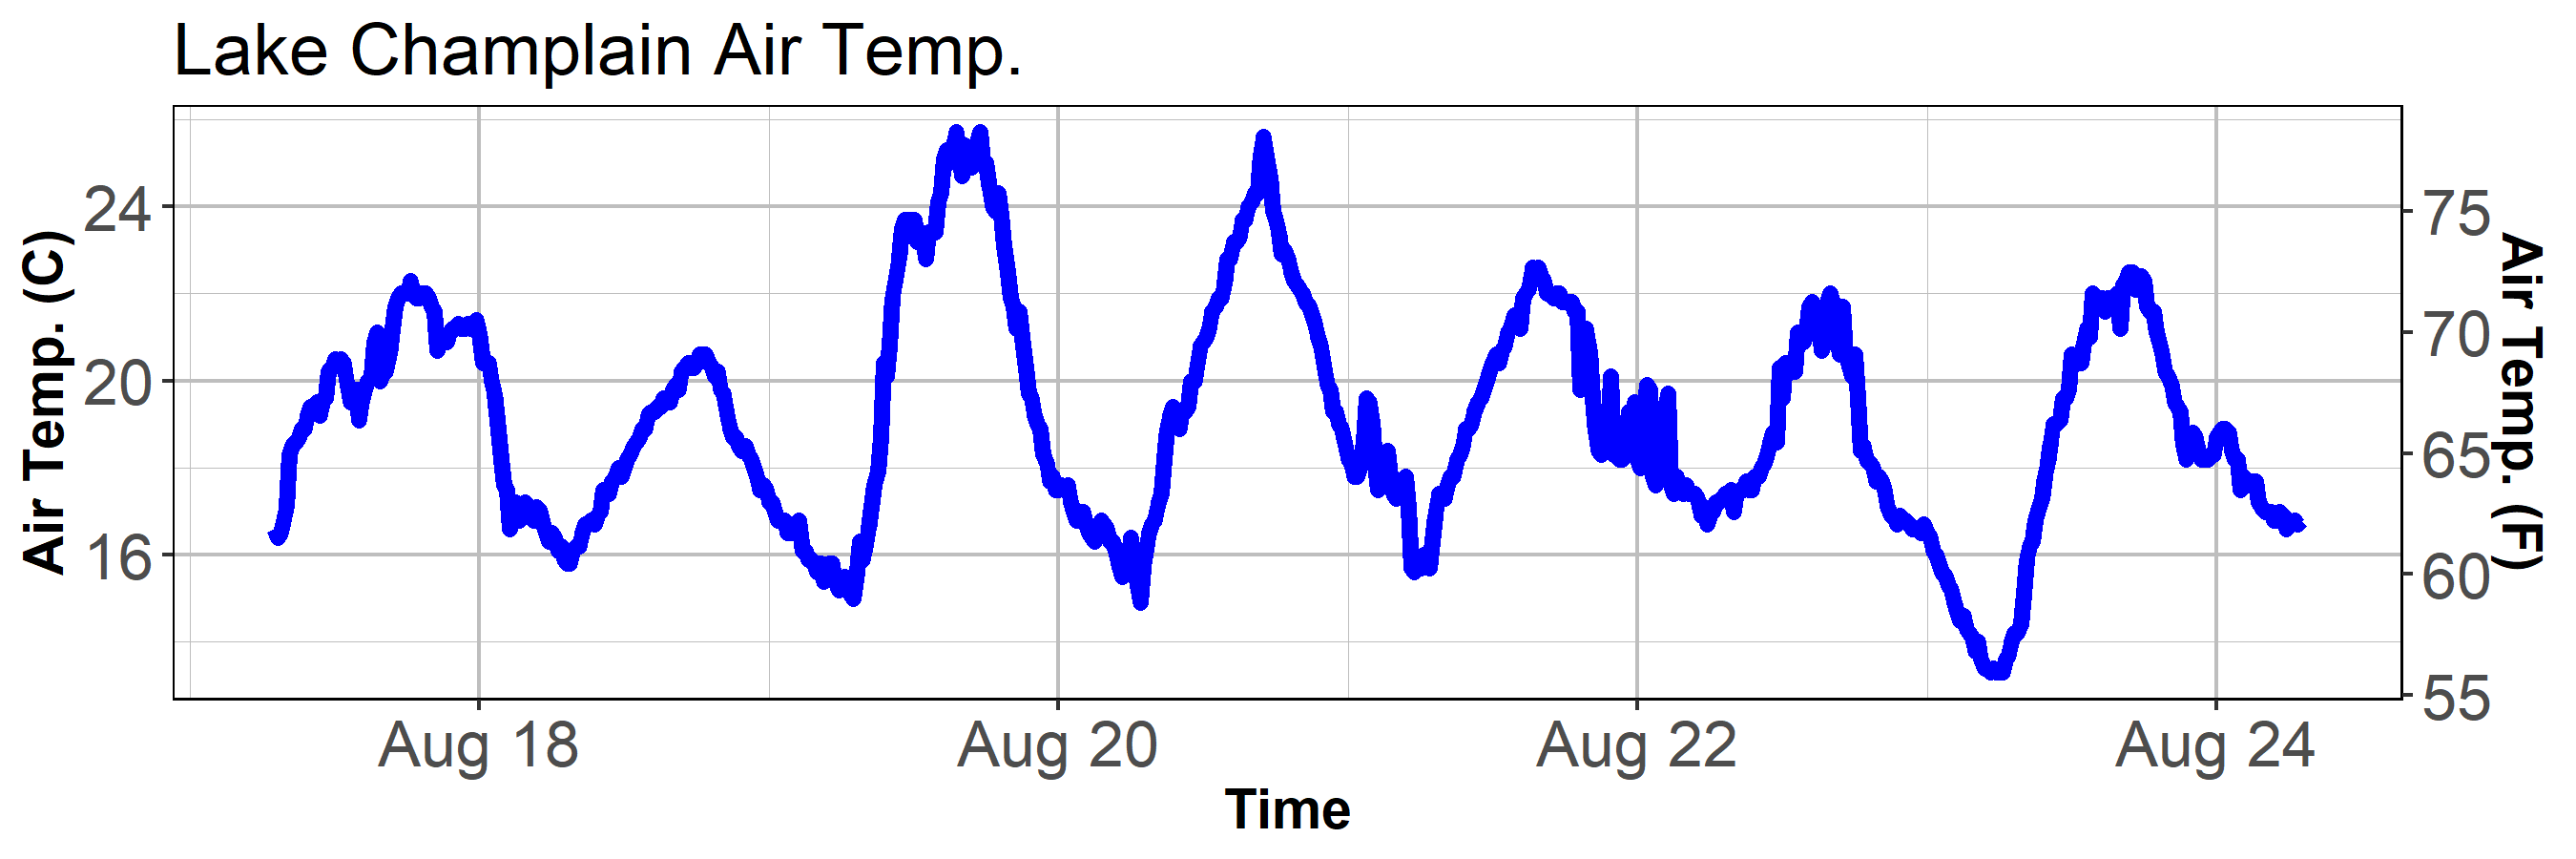 Lake Champlain Air Temp.
Air Temp. (C)
24
20
16
75
70
65
60
55
Air Temp. (F)
Aug 18 Aug 20 Aug 22 Aug 24
Time